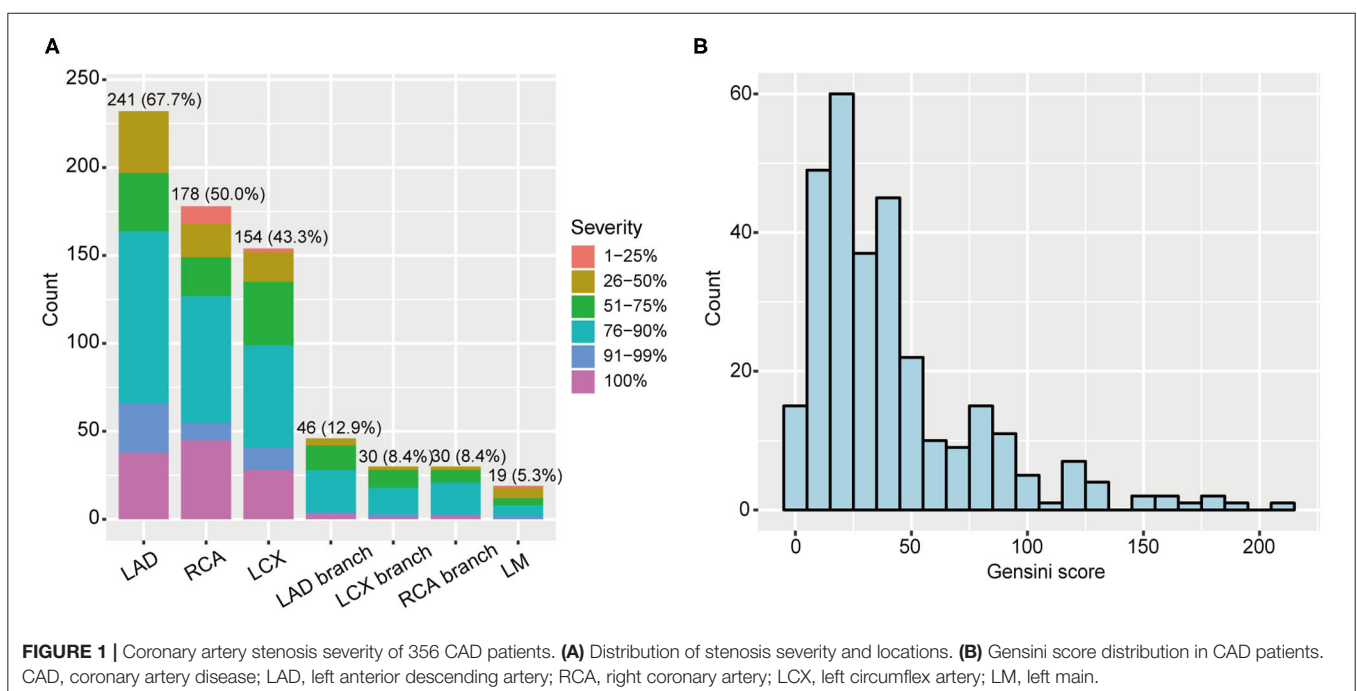 A
250
200
150
100
50
0
Count
241 (67.7%)
178 (50.0%)
154 (43.3%)
46 (12.9%)
30 (8.4%)
30 (8.4%)
19 (5.3%)
LAD
RCA
LCX
LAD branch
LCX branch
RCA branch
LM
Severity
1–25%
26–50%
51–75%
76–90%
91–99%
100%
B
60
40
20
0
Count
0
50
100
150
200
Gensini score
FIGURE 1 | Coronary artery stenosis severity of 356 CAD patients. (A) Distribution of stenosis severity and locations. (B) Gensini score distribution in CAD patients.
CAD, coronary artery disease; LAD, left anterior descending artery; RCA, right coronary artery; LCX, left circumflex artery; LM, left main.